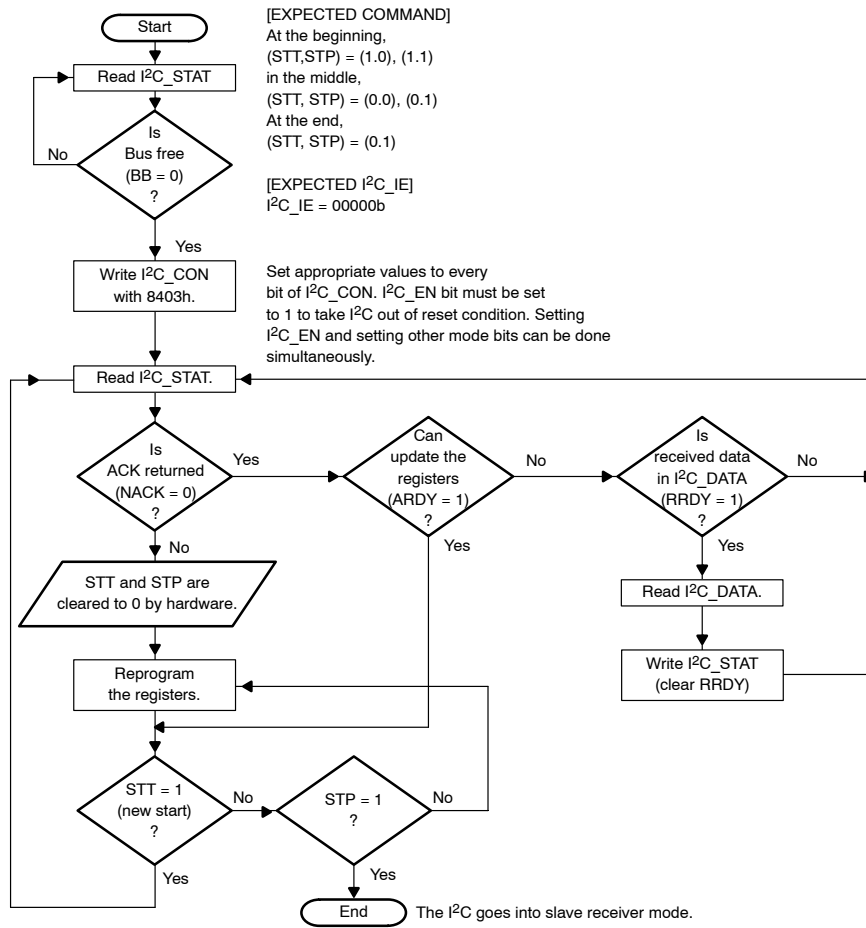 Start
Read I²C_STAT
Is
Bus free
(BB = 0)
?
No
Yes
[EXPECTED COMMAND]
At the beginning,
(STT,STP) = (1.0), (1.1)
in the middle,
(STT, STP) = (0.0), (0.1)
At the end,
(STT, STP) = (0.1)
[EXPECTED I²C_IE]
I²C_IE = 00000b
Write I²C_CON
with 8403h.
Set appropriate values to every
bit of I²C_CON. I²C_EN bit must be set
to 1 to take I²C out of reset condition. Setting
I²C_EN and setting other mode bits can be done
simultaneously.
Read I²C_STAT.
Is
ACK returned
(NACK = 0)
?
Yes
No
Can
update the
registers
(ARDY = 1)
?
No
Yes
Is
received data
in I²C_DATA
(RRDY = 1)
?
No
Yes
STT and STP are
cleared to 0 by hardware.
Read I²C_DATA.
Write I²C_STAT
(clear RRDY)
Reprogram
the registers.
STT = 1
(new start)
?
No
Yes
STP = 1
?
No
Yes
End
The I²C goes into slave receiver mode.